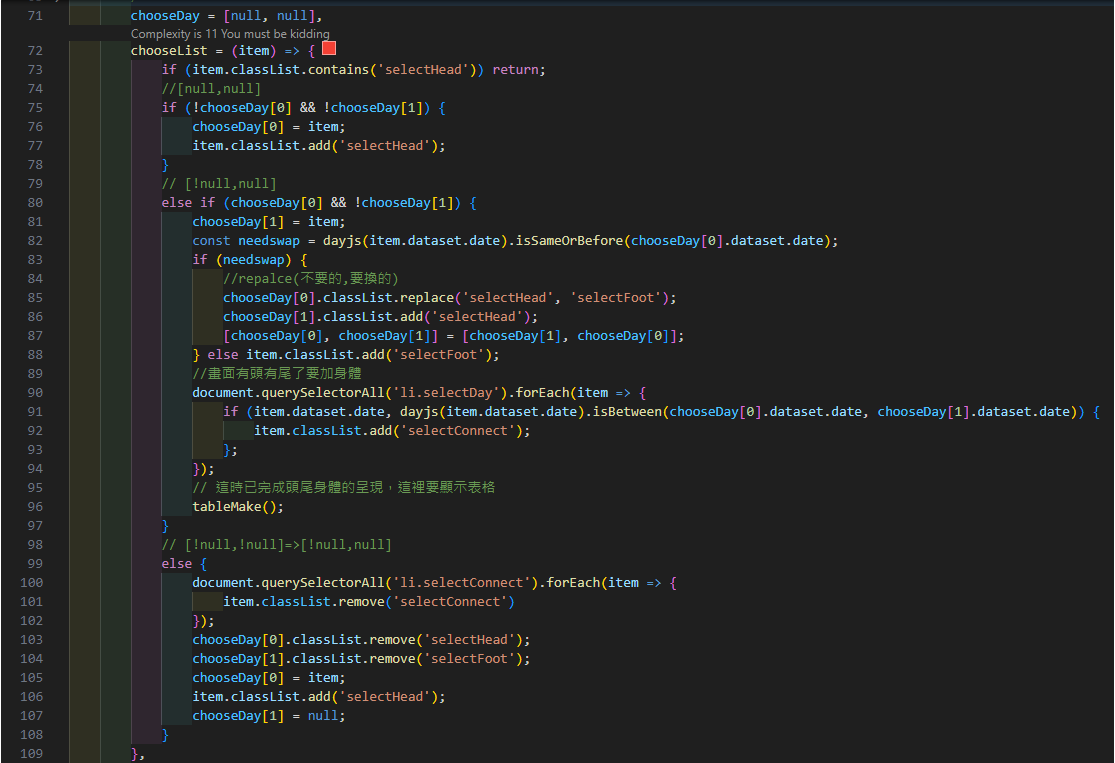 71 chooseDay = [null, null],
Complexity is 11 You must be kidding
72 chooseList = (item) => {
73 if (item.classList.contains('selectHead')) return;
74 //[null,null]
75 if (!chooseDay[0] && !chooseDay[1]) {
76 chooseDay[0] = item;
77 item.classList.add('selectHead');
78 }
79 // [!null,null]
80 else if (chooseDay[0] && !chooseDay[1]) {
81 chooseDay[1] = item;
82 const needswap = dayjs(item.dataset.date).isSameOrBefore(chooseDay[0].dataset.date);
83 if (needswap) {
84 //repalce(不要的,要換的)
85 chooseDay[0].classList.replace('selectHead', 'selectFoot');
86 chooseDay[1].classList.add('selectHead');
87 [chooseDay[0], chooseDay[1]] = [chooseDay[1], chooseDay[0]];
88 } else item.classList.add('selectFoot');
89 //畫面有頭有尾了要加身體
90 document.querySelectorAll('li.selectDay').forEach(item => {
91 if (item.dataset.date, dayjs(item.dataset.date).isBetween(chooseDay[0].dataset.date, chooseDay[1].dataset.date)) {
92 item.classList.add('selectConnect');
93 };
94 });
95 // 這時已完成頭尾身體的呈現，這裡要顯示表格
96 tableMake();
97 }
98 // [!null,!null]=>[!null,null]
99 else {
100 document.querySelectorAll('li.selectConnect').forEach(item => {
101 item.classList.remove('selectConnect')
102 });
103 chooseDay[0].classList.remove('selectHead');
104 chooseDay[1].classList.remove('selectFoot');
105 chooseDay[0] = item;
106 item.classList.add('selectHead');
107 chooseDay[1] = null;
108 }
109 },